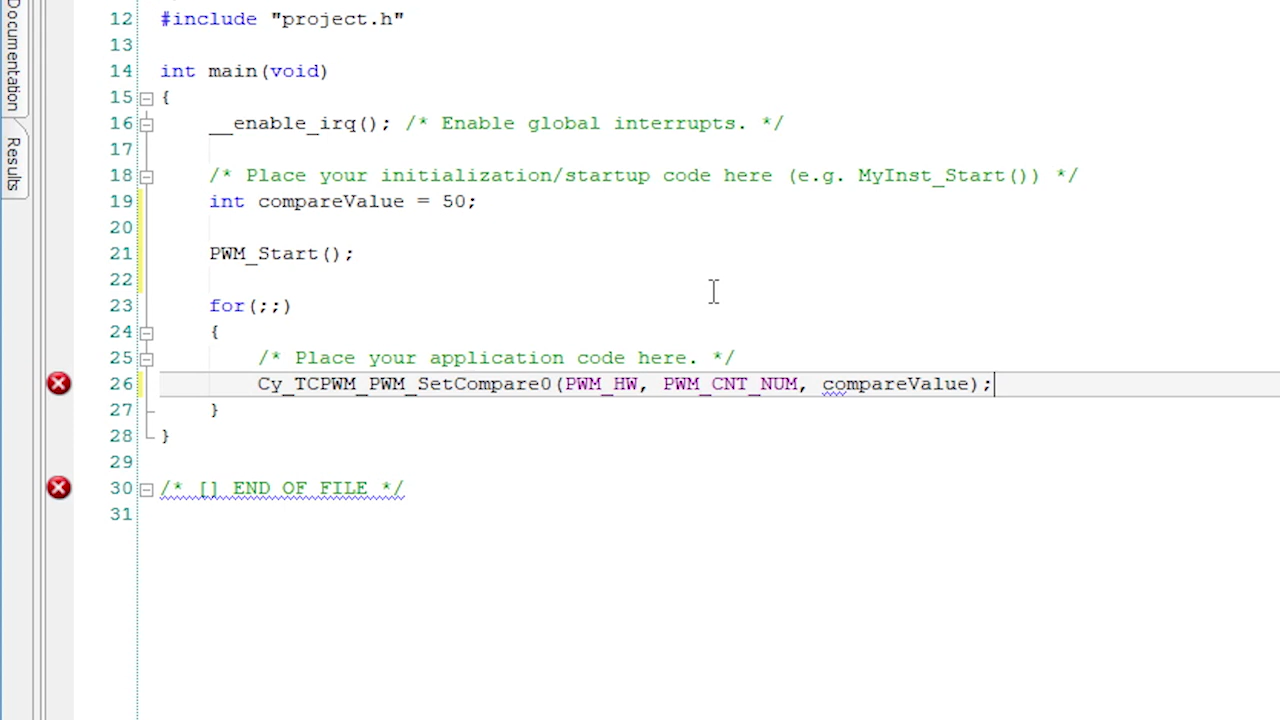 Documentation
Results
12 #include "project.h"
13
14 int main(void)
15 {
16 __enable_irq(); /* Enable global interrupts. */
17
18 /* Place your initialization/startup code here (e.g. MyInst_Start()) */
19 int compareValue = 50;
20
21 PWM_Start();
22
23 for(;;)
24 {
25 /* Place your application code here. */
26 Cy_TCPWM_PWM_SetCompare0(PWM_HW, PWM_CNT_NUM, compareValue);
27 }
28 }
29
30 /* [] END OF FILE */
31